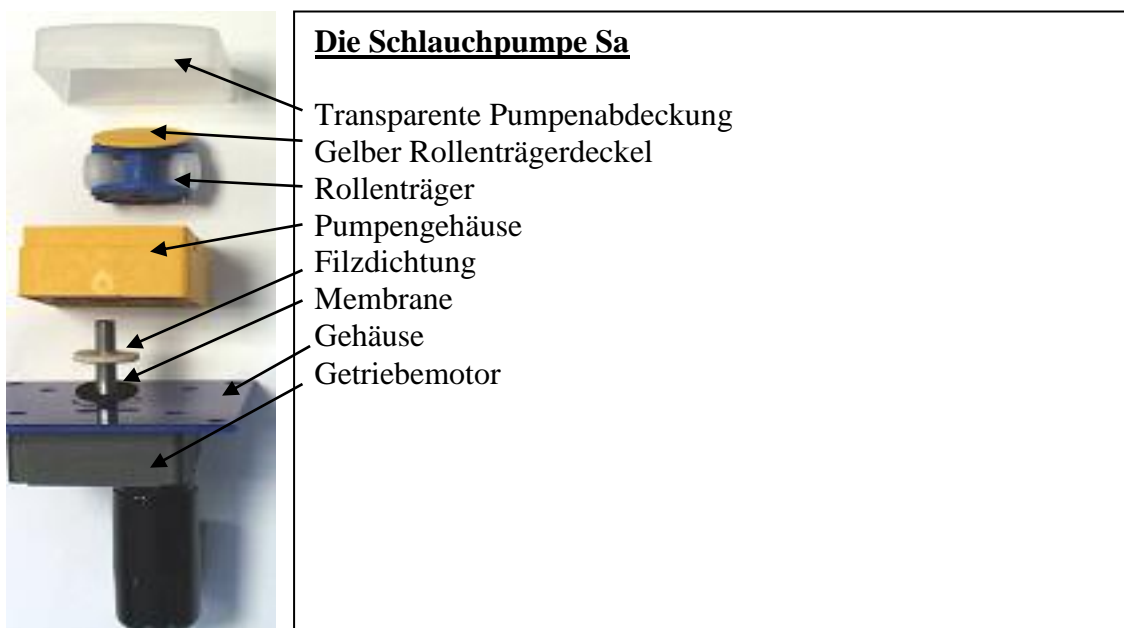 Die Schlauchpumpe Sa
Transparente Pumpenabdeckung
Gelber Rollenträgerdeckel
Rollenträger
Pumpengehäuse
Filzdichtung
Membrane
Gehäuse
Getriebemotor